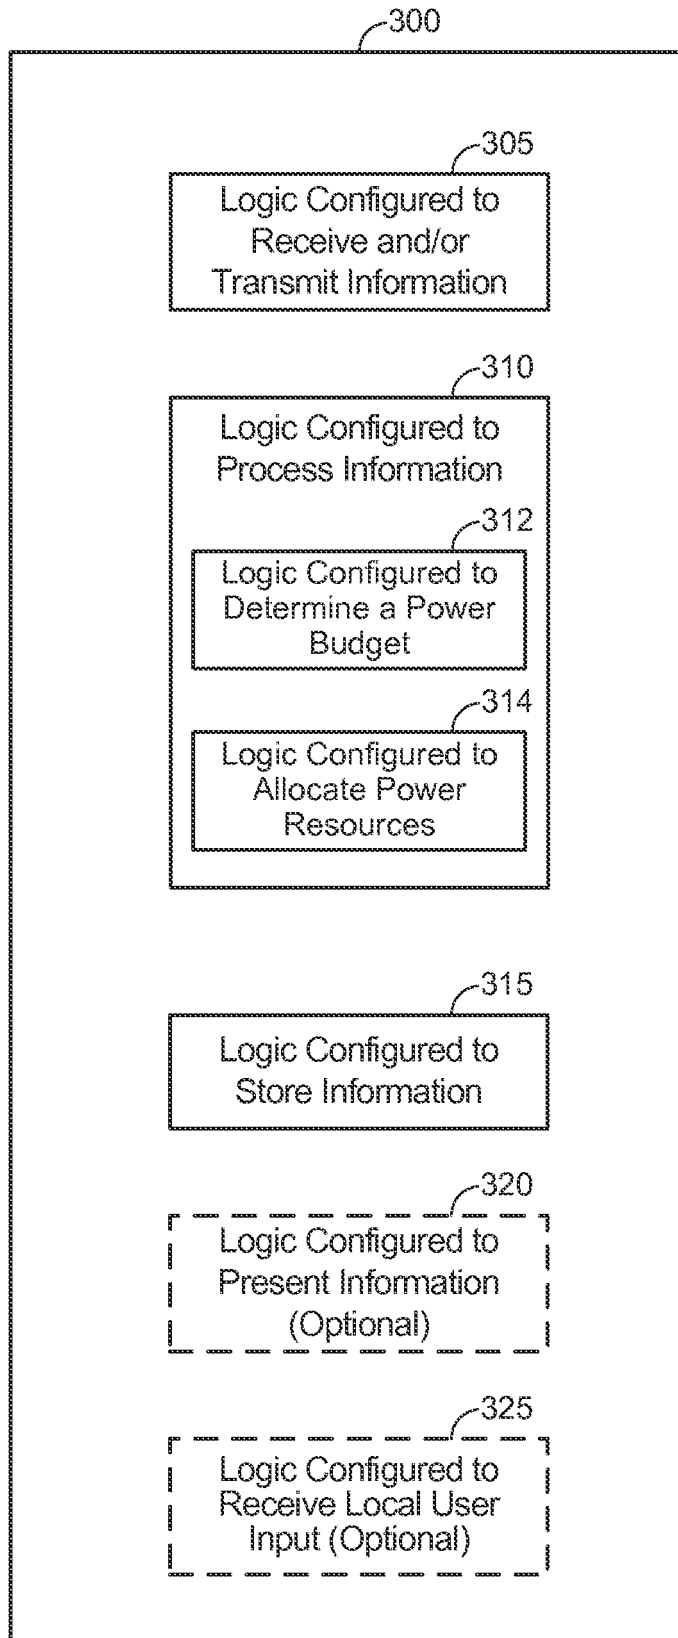 300
305
Logic Configured to
Receive and/or
Transmit Information
310
Logic Configured to
Process Information
312
Logic Configured to
Determine a Power
Budget
314
Logic Configured to
Allocate Power
Resources
315
Logic Configured to
Store Information
320
Logic Configured to
Present Information
(Optional)
325
Logic Configured to
Receive Local User
Input (Optional)